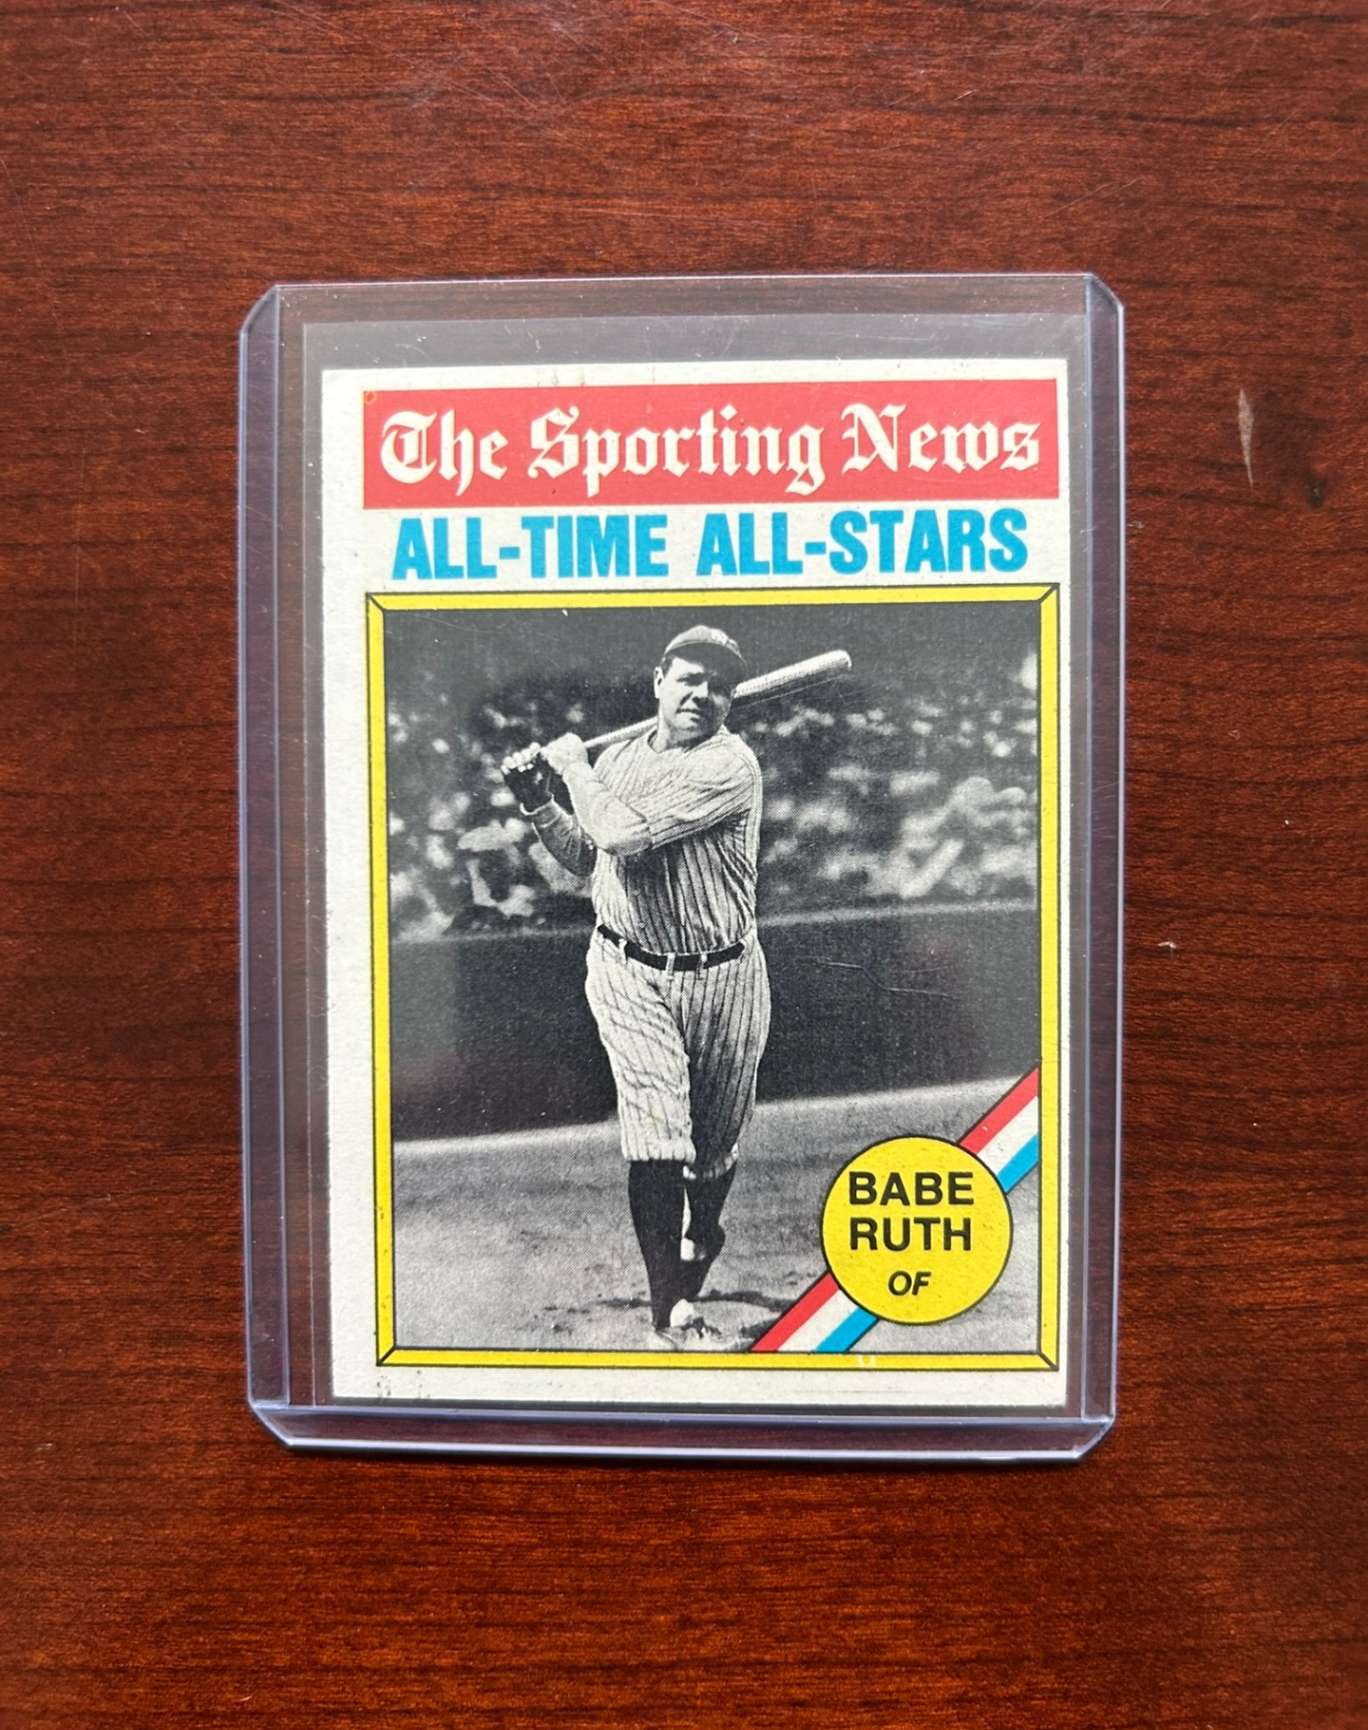 The Sporting News
ALL-TIME ALL-STARS
BABE
RUTH
OF